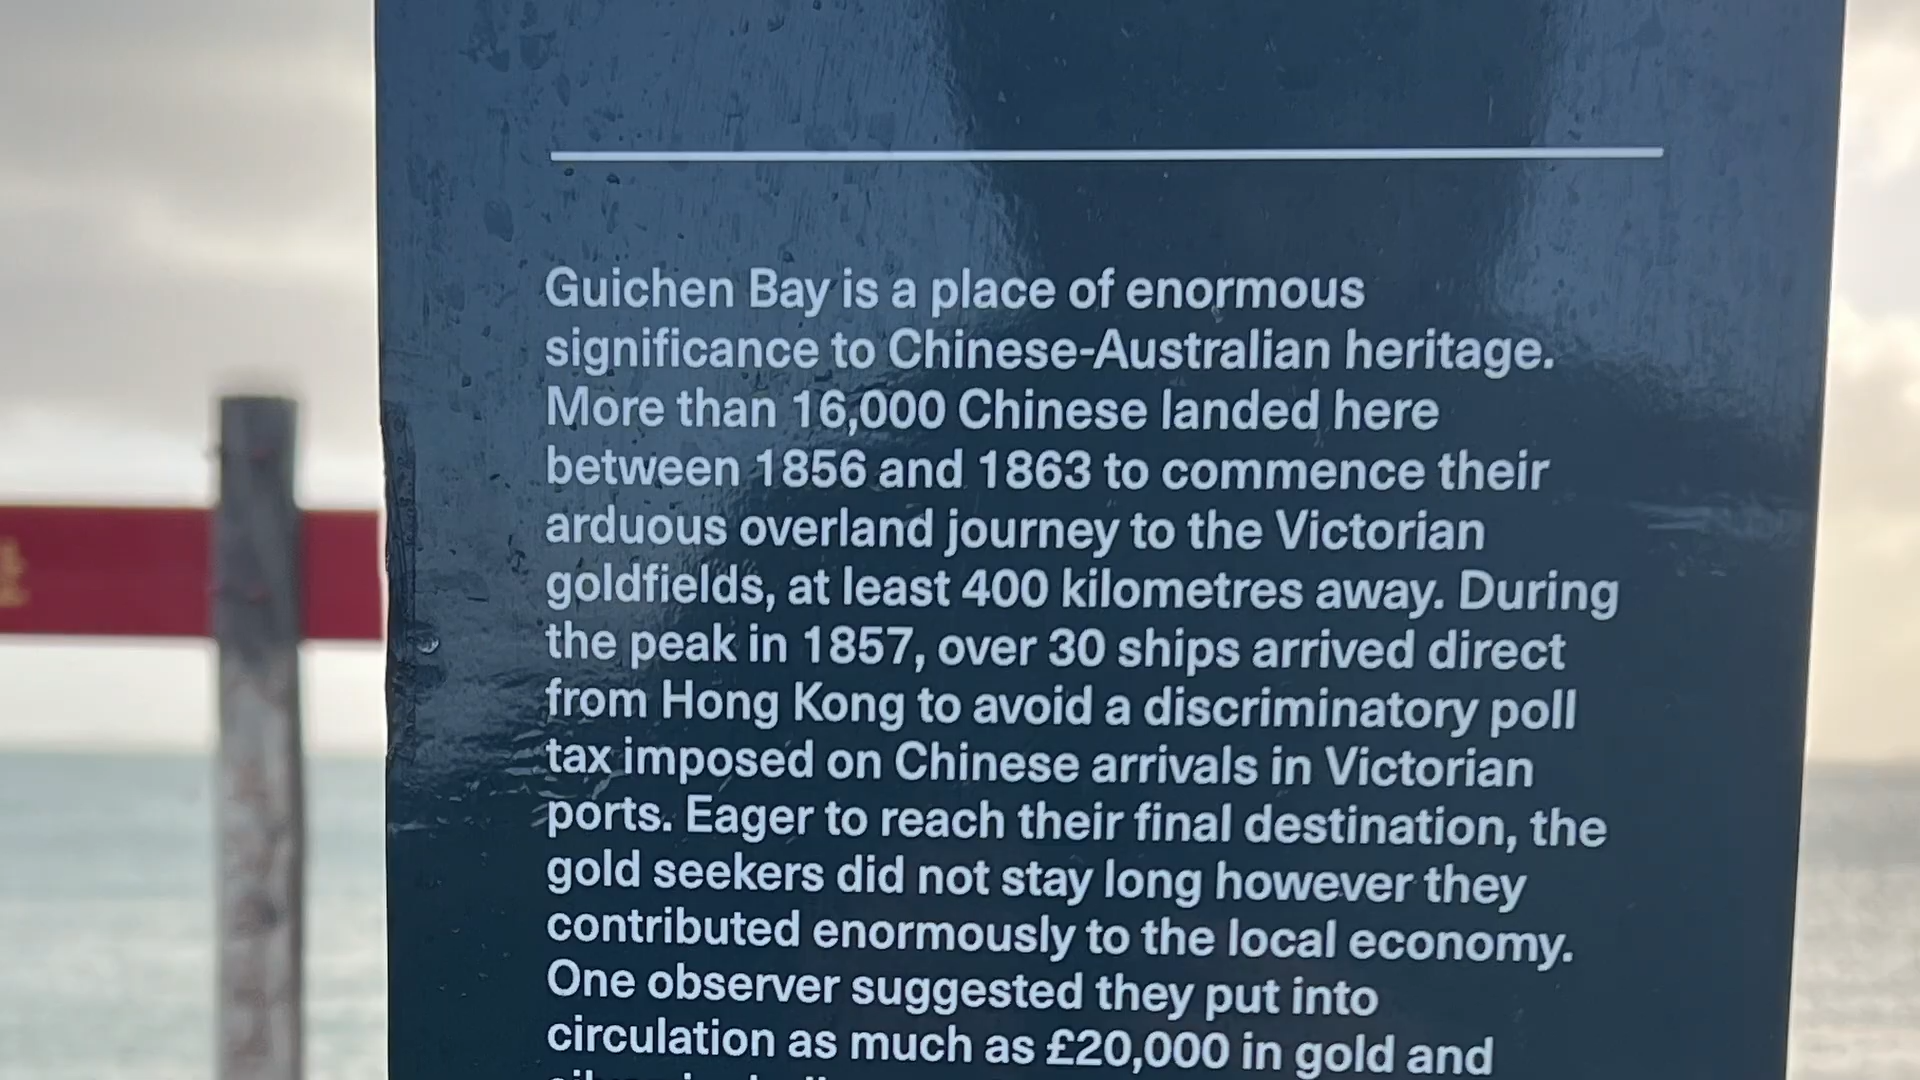 Guichen Bay is a place of enormous
significance to Chinese-Australian heritage.
More than 16,000 Chinese landed here
between 1856 and 1863 to commence their
arduous overland journey to the Victorian
goldfields, at least 400 kilometres away. During
the peak in 1857, over 30 ships arrived direct
from Hong Kong to avoid a discriminatory poll
tax imposed on Chinese arrivals in Victorian
ports. Eager to reach their final destination, the
gold seekers did not stay long however they
contributed enormously to the local economy.
One observer suggested they put into
circulation as much as £20,000 in gold and